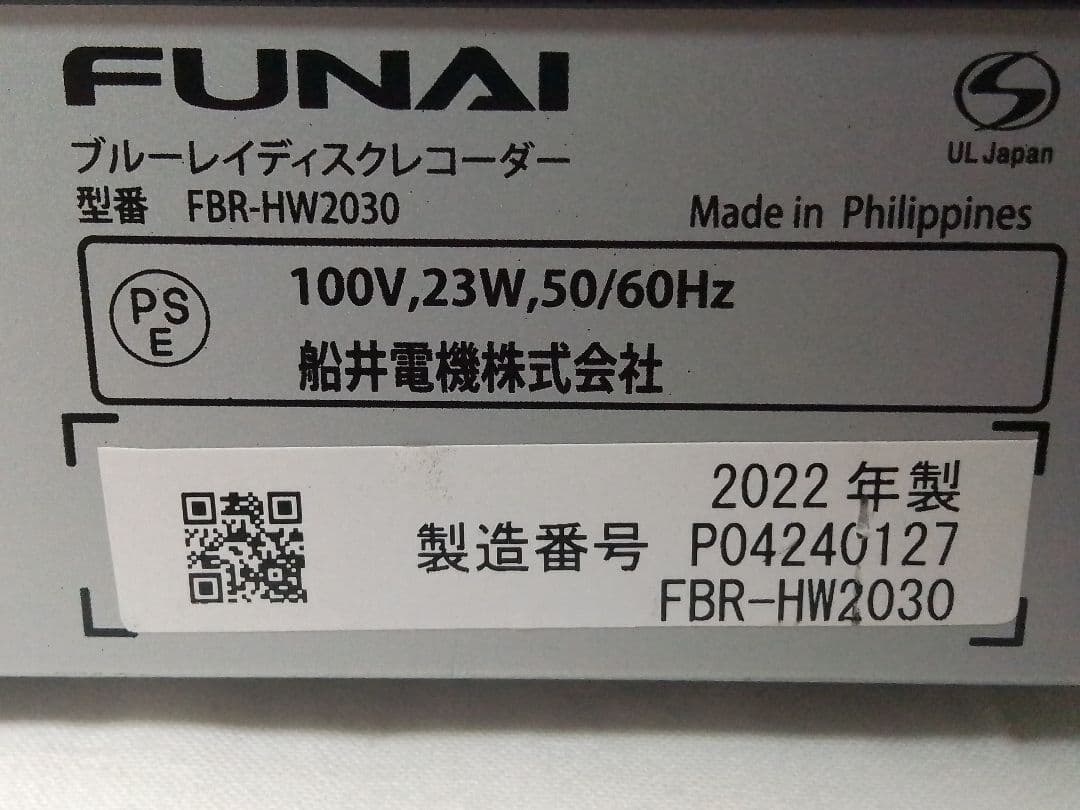 FUNAI
UL Japan
ブルーレイディスクレコーダー
型番 FBR-HW2030
Made in Philippines
PS
E
100V,23W,50/60Hz
船井電機株式会社
2022 年製
製造番号 P04240127
FBR-HW2030